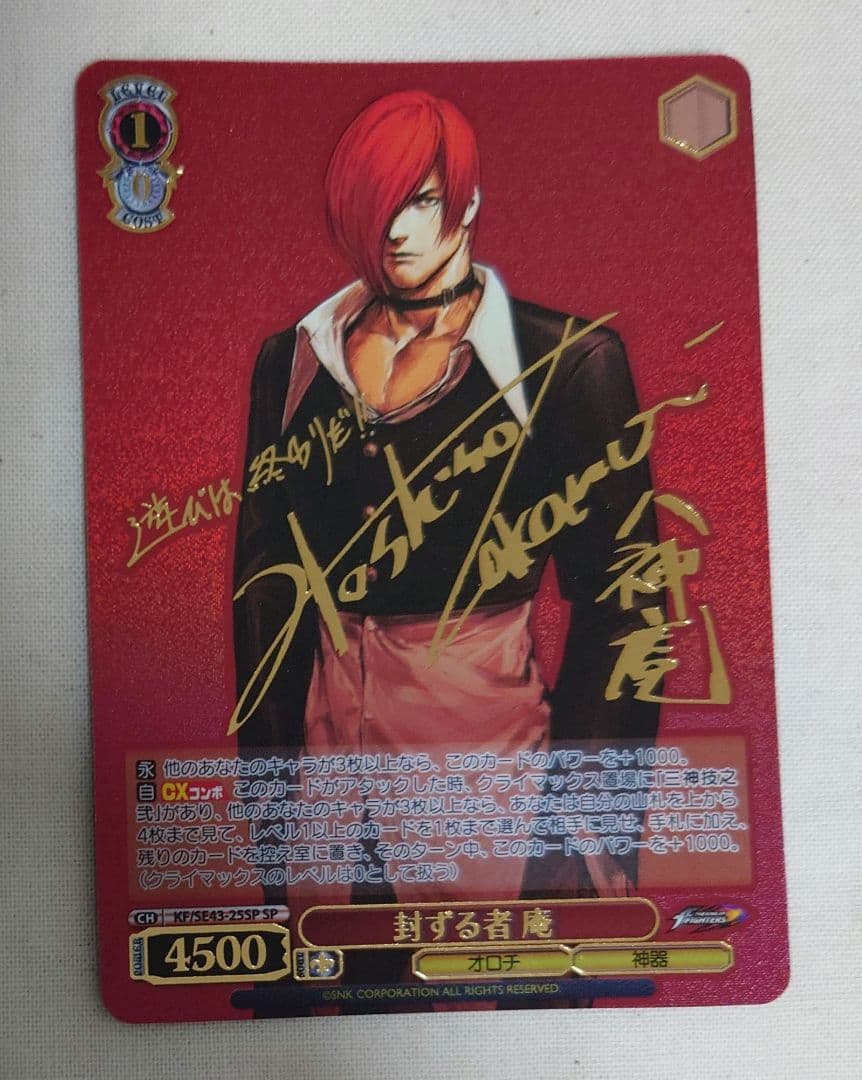 LEVEL
1
0
COST
遊びは終わりだ!!
八神庵
永 他のあなたのキャラが3枚以上なら、このカードのパワーを+1000。
自 CXコンボ このカードがアタックした時、クライマックス置場に「三神技之
弐」があり、他のあなたのキャラが3枚以上なら、あなたは自分の山札を上から
4枚まで見て、レベル1以上のカードを1枚まで選んで相手に見せ、手札に加え、
残りのカードを控え室に置き、そのターン中、このカードのパワーを+1000。
(クライマックスのレベルは0として扱う)
CH KF/SE43-25SP SP
封ずる者 庵
THE KING OF FIGHTERS
POWER 4500 SOUL
オロチ 神器
©SNK CORPORATION ALL RIGHTS RESERVED.